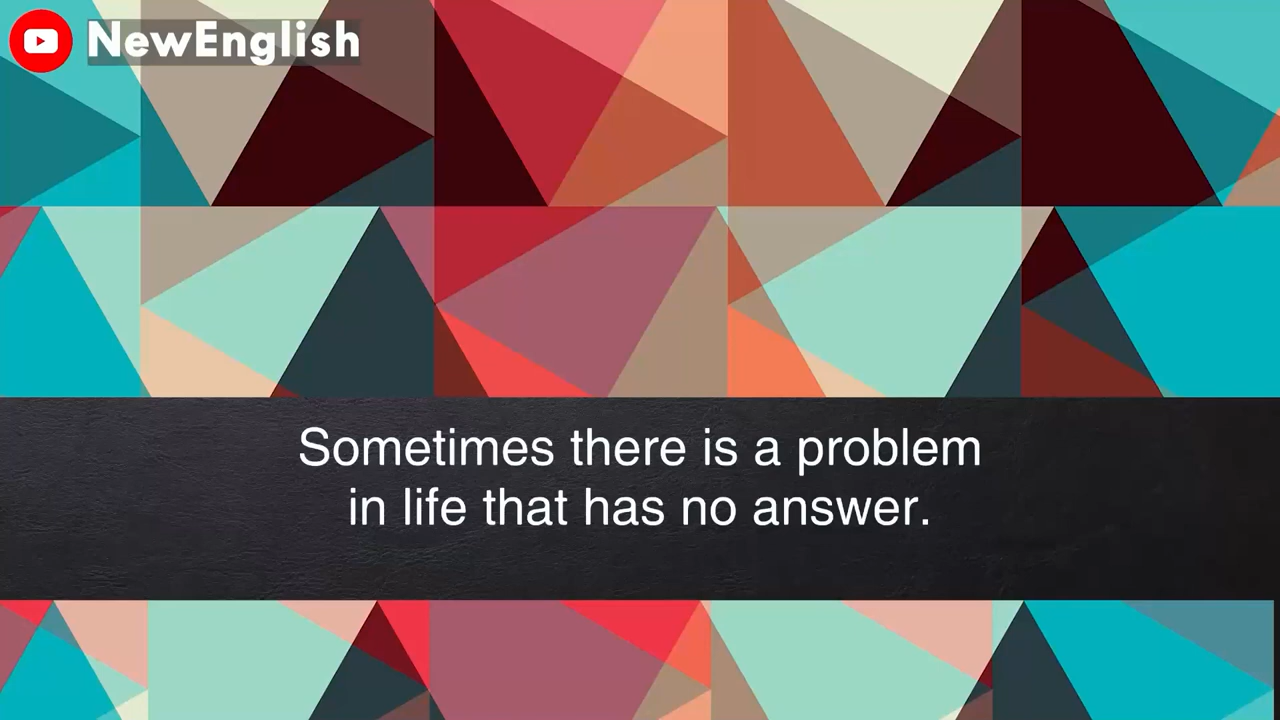 NewEnglish
Sometimes there is a problem
in life that has no answer.